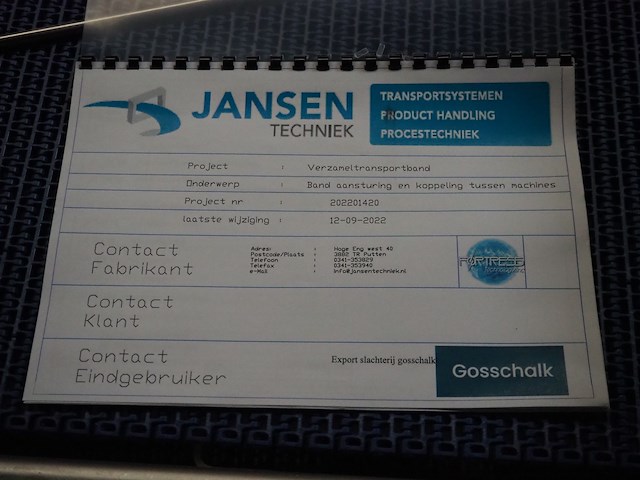 JANSEN
TECHNIEK
TRANSPORTSYSTEMEN
PRODUCT HANDLING
PROCESTECHNIEK
Project : Verzameltransportband
Onderwerp : Band aansturing en koppeling tussen machines
Project nr : 202201420
laatste wijziging : 12-09-2022
Contact
Fabrikant
Adres: : Hoge Eng west 40
Postcode/Plaats : 3882 TR Putten
Telefoon : 0341-353829
Telefax : 0341-353940
e-Mail : info@jansentechniek.nl
FORTRESS
Contact
Klant
Contact
Eindgebruiker
Export slachterij gosschalk
Gosschalk